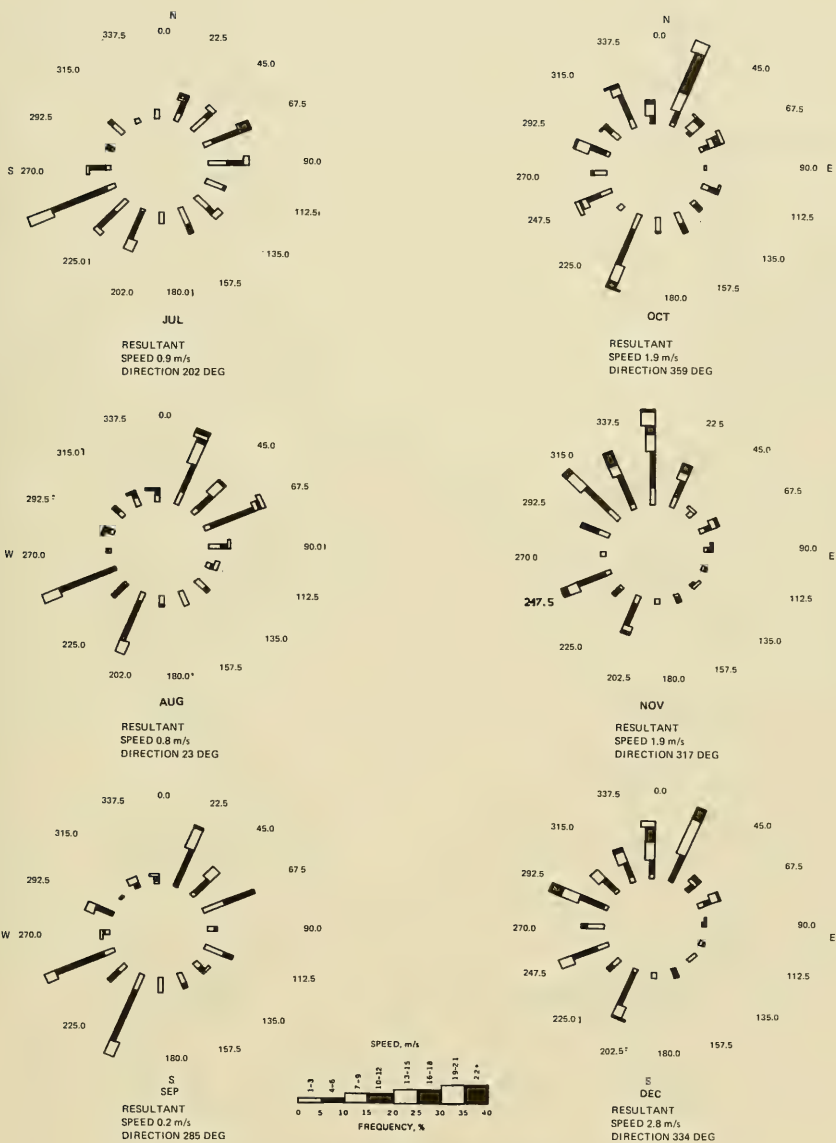 N
0.0
337.5
22.5
315.0
45.0
292.5
67.5
S 270.0
90.0
112.5
225.0
135.0
202.0
180.0
157.5
JUL
RESULTANT
SPEED 0.9 m/s
DIRECTION 202 DEG
N
0.0
337.5
315.0
45.0
292.5
67.5
270.0
90.0 E
247.5
112.5
225.0
135.0
180.0
157.5
OCT
RESULTANT
SPEED 1.9 m/s
DIRECTION 359 DEG
0.0
337.5
315.0
45.0
292.5
67.5
W 270.0
90.0
112.5
225.0
135.0
202.0
180.0
157.5
AUG
RESULTANT
SPEED 0.8 m/s
DIRECTION 23 DEG
0.0
337.5
22.5
315.0
45.0
292.5
67.5
270.0
90.0
E
247.5
112.5
225.0
135.0
202.5
180.0
157.5
NOV
RESULTANT
SPEED 1.9 m/s
DIRECTION 317 DEG
0.0
337.5
22.5
315.0
45.0
292.5
67.5
W 270.0
90.0
112.5
225.0
135.0
180.0
157.5
S
SEP
RESULTANT
SPEED 0.2 m/s
DIRECTION 285 DEG
0.0
337.5
315.0
45.0
292.5
67.5
270.0
90.0
E
247.5
112.5
225.0
135.0
202.5
180.0
157.5
S
DEC
RESULTANT
SPEED 2.8 m/s
DIRECTION 334 DEG
SPEED, m/s
1-3 4-6 7-9 10-12 13-15 16-18 19-21 22+
0 5 10 15 20 25 30 35 40
FREQUENCY, %